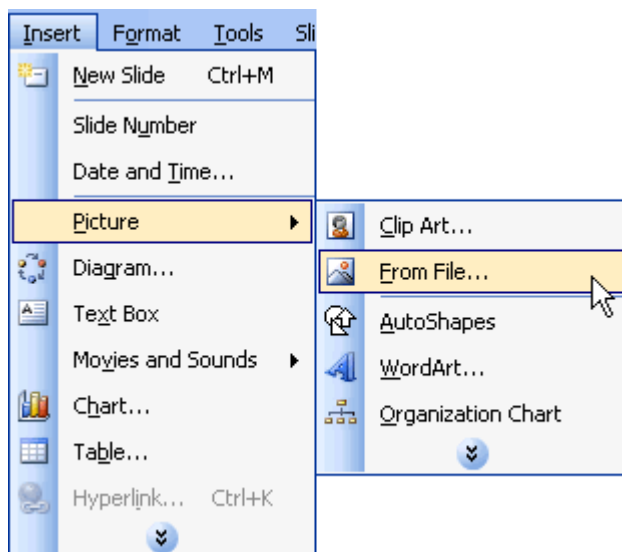 Insert Format Tools
New Slide Ctrl+M
Slide Number
Date and Time...
Picture
Diagram...
Text Box
Movies and Sounds
Chart...
Table...
Hyperlink... Ctrl+K
Clip Art...
From File...
AutoShapes
WordArt...
Organization Chart